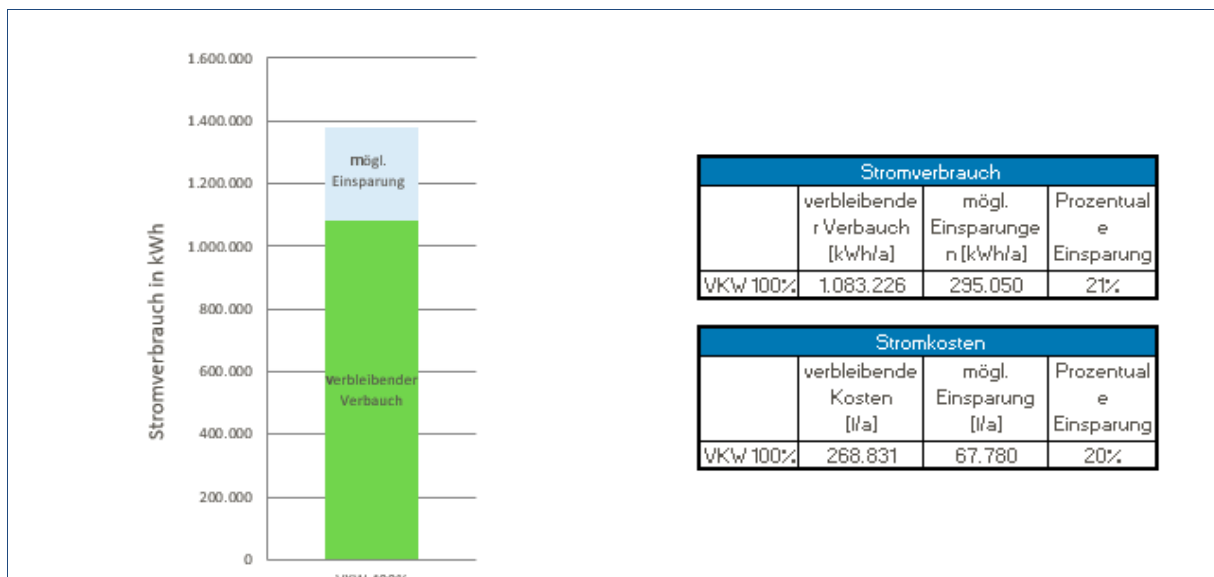 1.600.000
1.400.000
1.200.000
1.000.000
800.000
600.000
400.000
200.000
0
Stromverbrauch in kWh
mögl.
Einsparung
verbleibender
Verbauch
VKW 100%
Stromverbrauch
verbleibende mögl. Prozentual
r Verbauch Einsparunge e
[kWh/a] n [kWh/a] Einsparung
VKW 100% 1.083.226 295.050 21%
Stromkosten
verbleibende mögl. Prozentual
Kosten Einsparung e
[l/a] [l/a] Einsparung
VKW 100% 268.831 67.780 20%